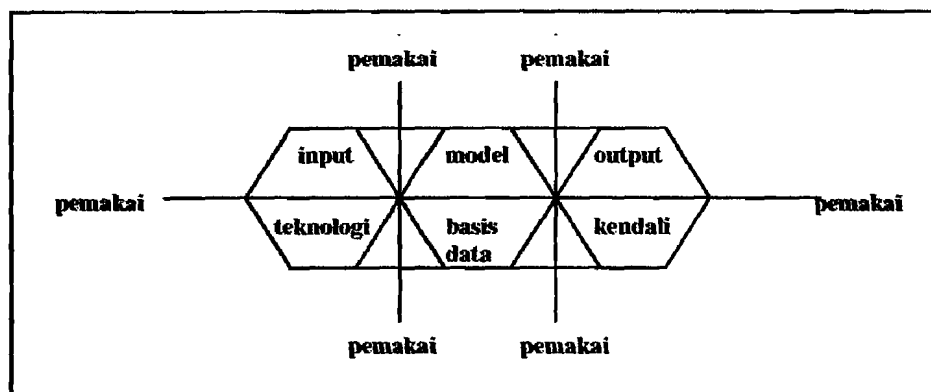 pemakai pemakai
input model output
pemakai pemakai
teknologi basis kendali
data
pemakai pemakai